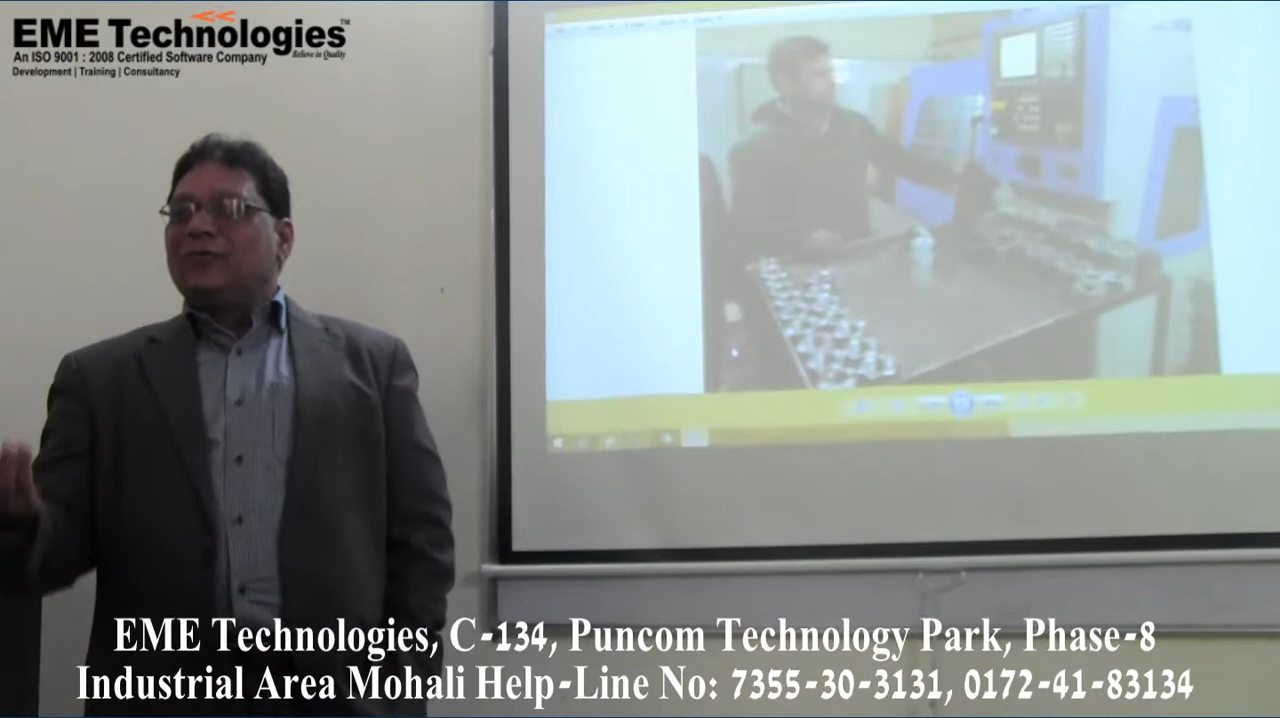 EME Technologies™
An ISO 9001 : 2008 Certified Software Company
Believe in Quality
Development | Training | Consultancy
EME Technologies, C-134, Puncom Technology Park, Phase-8
Industrial Area Mohali Help-Line No: 7355-30-3131, 0172-41-83134